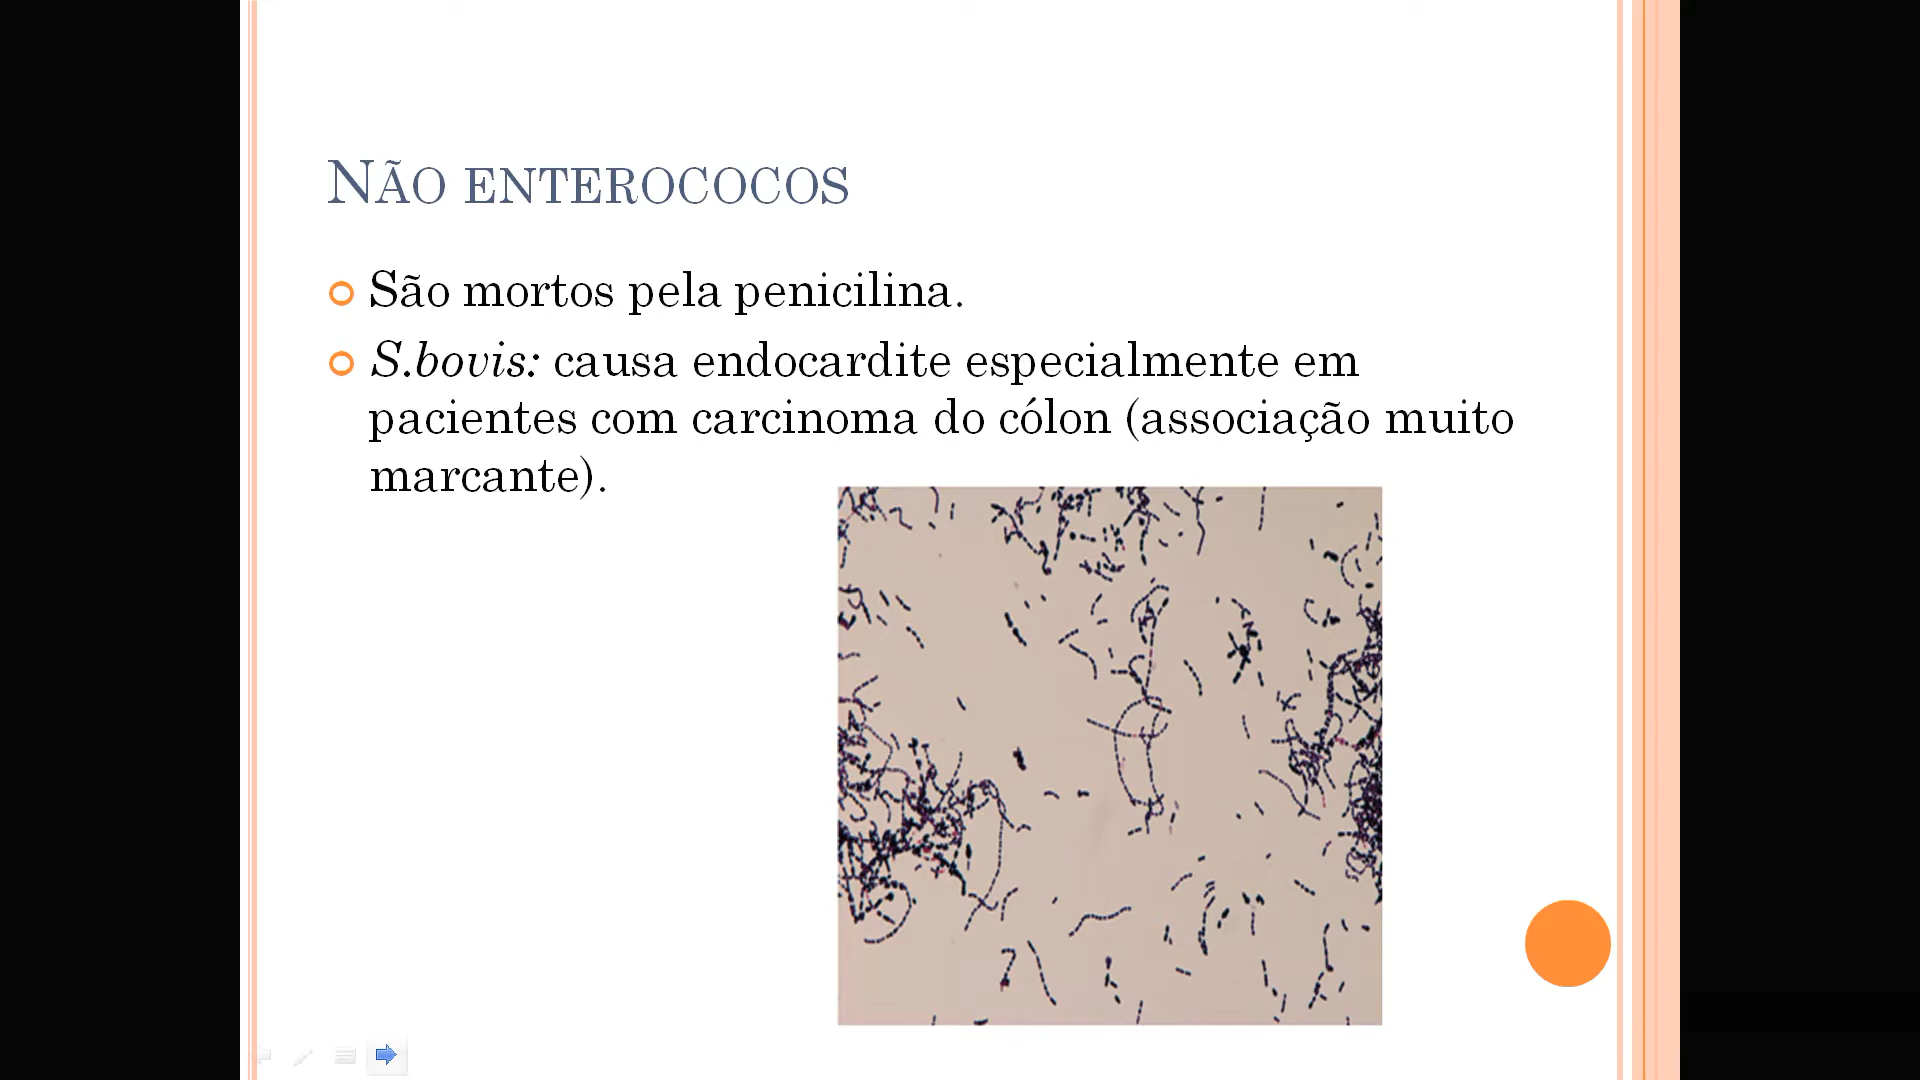 Não enterococos
São mortos pela penicilina.
S.bovis: causa endocardite especialmente em
pacientes com carcinoma do cólon (associação muito
marcante).